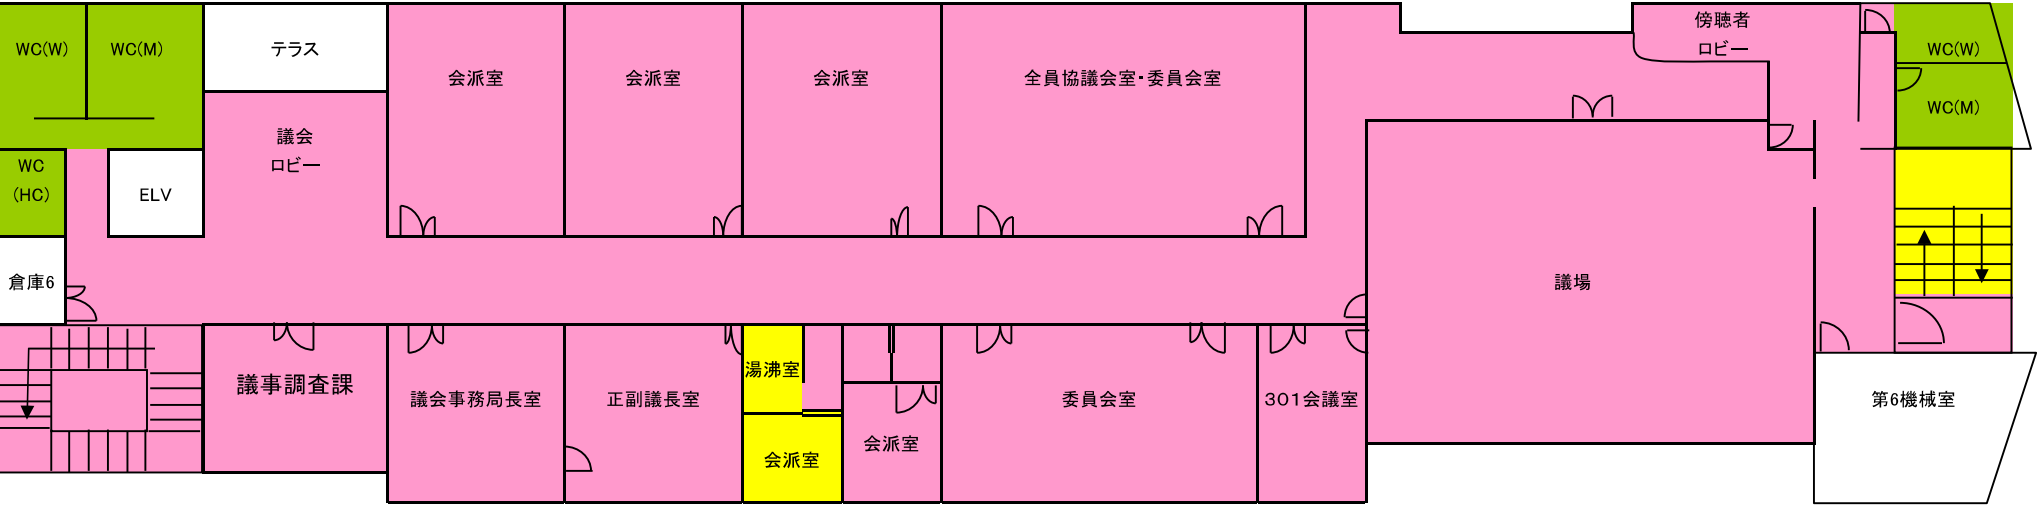 WC(W)
WC(M)
テラス
会派室
会派室
会派室
全員協議会室・委員会室
傍聴者
ロビー
WC(W)
WC(M)
議会
ロビー
WC
(HC)
ELV
倉庫6
議場
議事調査課
議会事務局長室
正副議長室
湯沸室
会派室
会派室
委員会室
301会議室
第6機械室